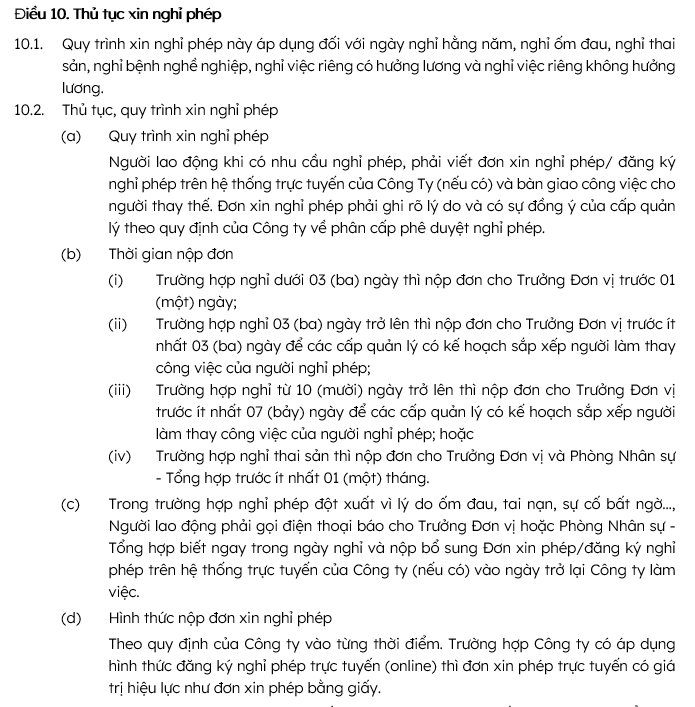 Điều 10. Thủ tục xin nghỉ phép
10.1. Quy trình xin nghỉ phép này áp dụng đối với ngày nghỉ hằng năm, nghỉ ốm đau, nghỉ thai
sản, nghỉ bệnh nghề nghiệp, nghỉ việc riêng có hưởng lương và nghỉ việc riêng không hưởng
lương.
10.2. Thủ tục, quy trình xin nghỉ phép
(a) Quy trình xin nghỉ phép
Người lao động khi có nhu cầu nghỉ phép, phải viết đơn xin nghỉ phép/ đăng ký
nghỉ phép trên hệ thống trực tuyến của Công Ty (nếu có) và bàn giao công việc cho
người thay thế. Đơn xin nghỉ phép phải ghi rõ lý do và có sự đồng ý của cấp quản
lý theo quy định của Công ty về phân cấp phê duyệt nghỉ phép.
(b) Thời gian nộp đơn
(i) Trường hợp nghỉ dưới 03 (ba) ngày thì nộp đơn cho Trưởng Đơn vị trước 01
(một) ngày;
(ii) Trường hợp nghỉ 03 (ba) ngày trở lên thì nộp đơn cho Trưởng Đơn vị trước ít
nhất 03 (ba) ngày để các cấp quản lý có kế hoạch sắp xếp người làm thay
công việc của người nghỉ phép;
(iii) Trường hợp nghỉ từ 10 (mười) ngày trở lên thì nộp đơn cho Trưởng Đơn vị
trước ít nhất 07 (bảy) ngày để các cấp quản lý có kế hoạch sắp xếp người
làm thay công việc của người nghỉ phép; hoặc
(iv) Trường hợp nghỉ thai sản thì nộp đơn cho Trưởng Đơn vị và Phòng Nhân sự
- Tổng hợp trước ít nhất 01 (một) tháng.
(c) Trong trường hợp nghỉ phép đột xuất vì lý do ốm đau, tai nạn, sự cố bất ngờ...,
Người lao động phải gọi điện thoại báo cho Trưởng Đơn vị hoặc Phòng Nhân sự -
Tổng hợp biết ngay trong ngày nghỉ và nộp bổ sung Đơn xin phép/đăng ký nghỉ
phép trên hệ thống trực tuyến của Công ty (nếu có) vào ngày trở lại Công ty làm
việc.
(d) Hình thức nộp đơn xin nghỉ phép
Theo quy định của Công ty vào từng thời điểm. Trường hợp Công ty có áp dụng
hình thức đăng ký nghỉ phép trực tuyến (online) thì đơn xin phép trực tuyến có giá
trị hiệu lực như đơn xin phép bằng giấy.